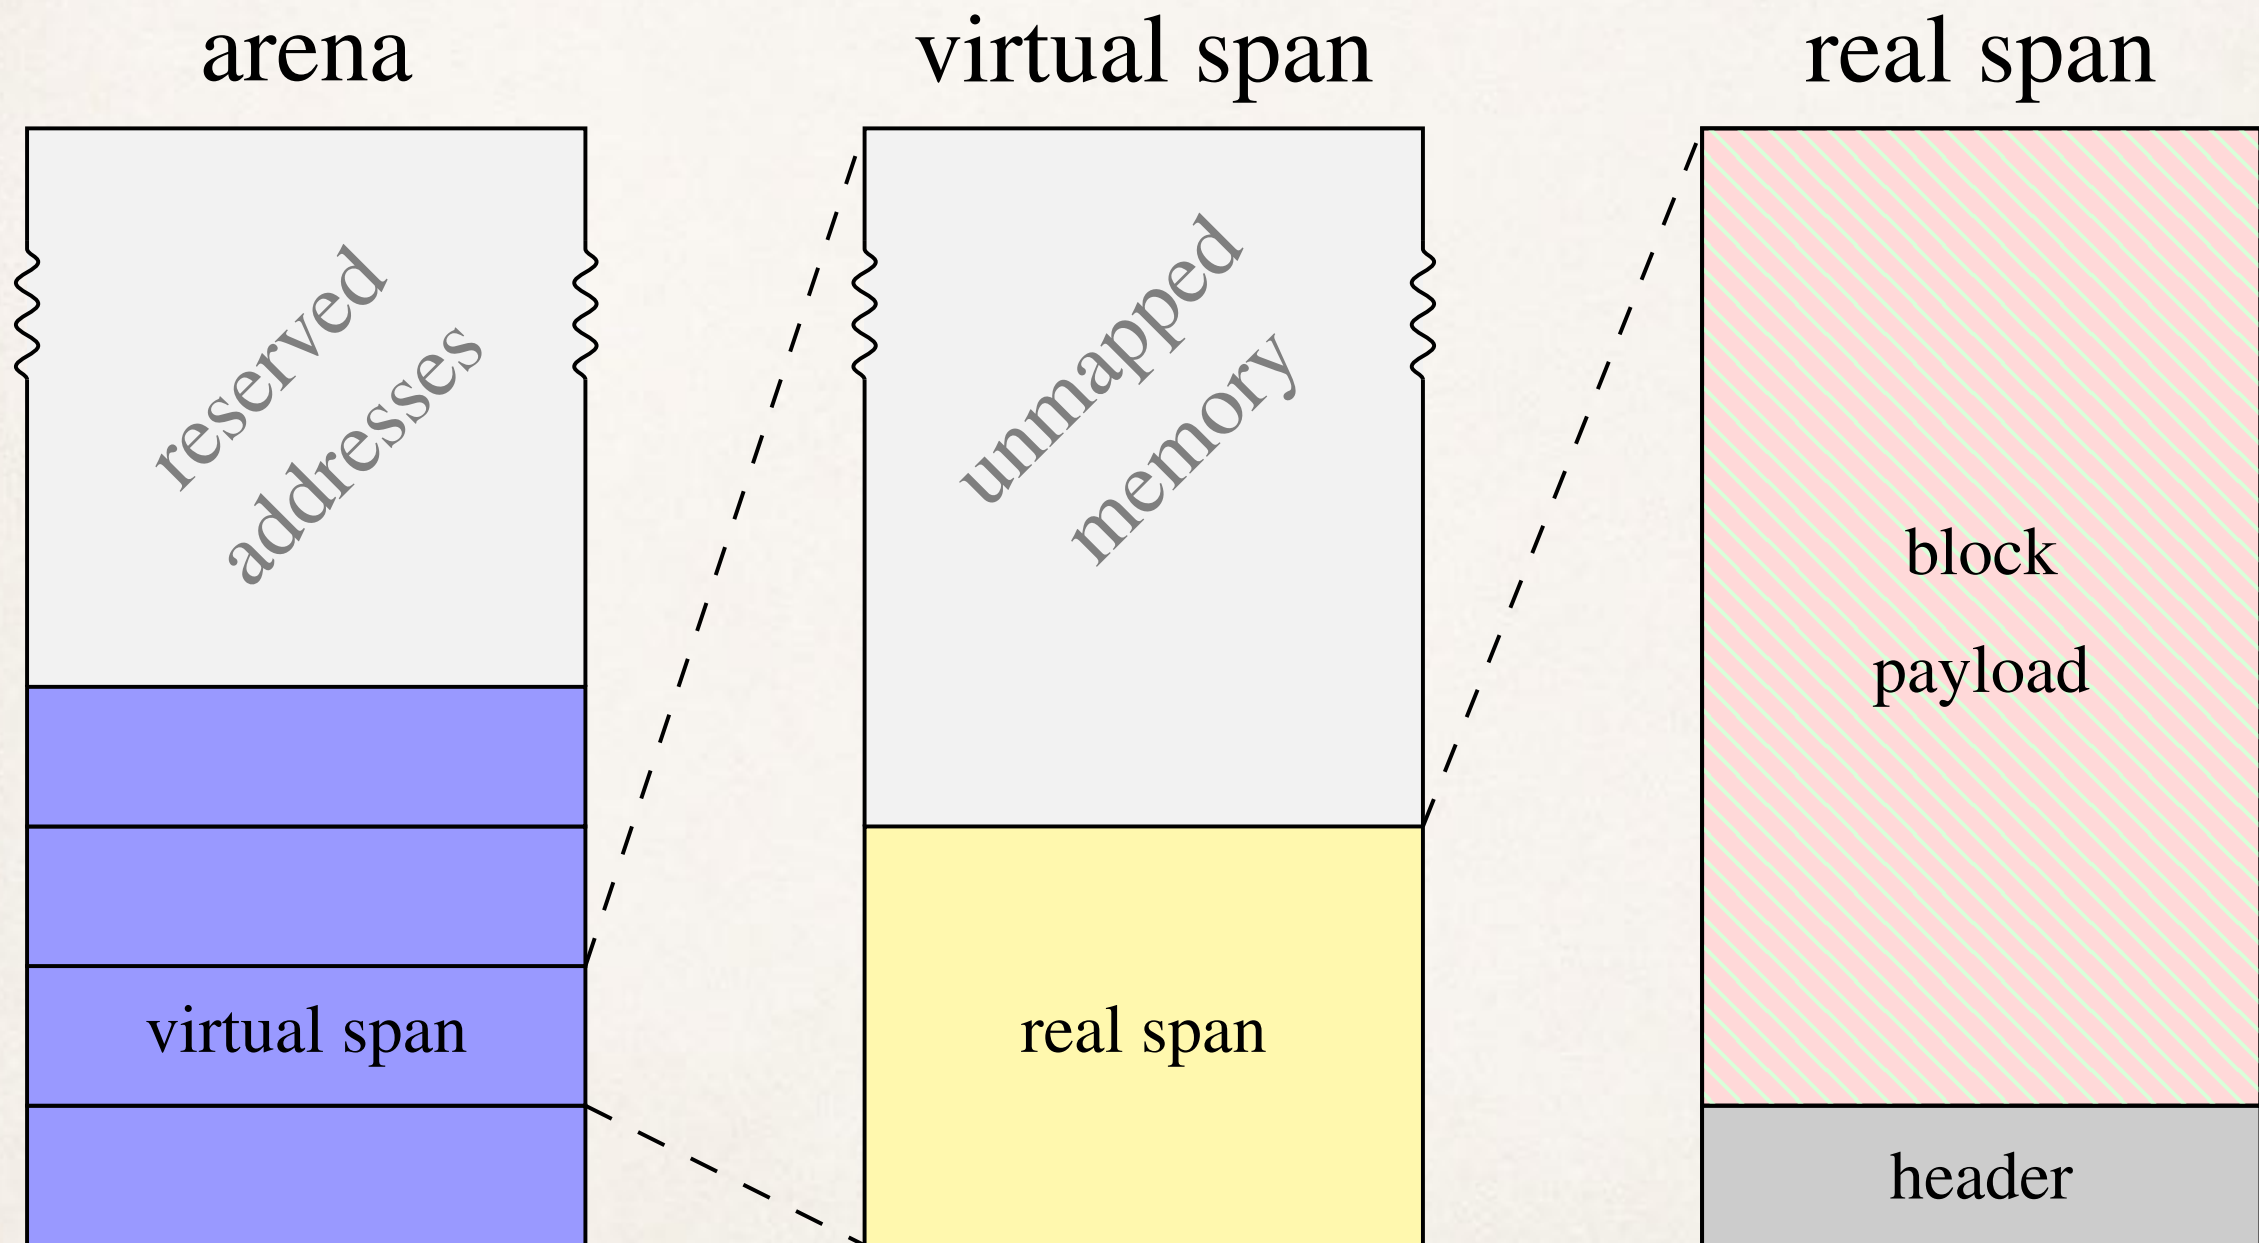 arena
virtual span
real span
reserved
addresses
unmapped
memory
block
payload
virtual span
real span
header